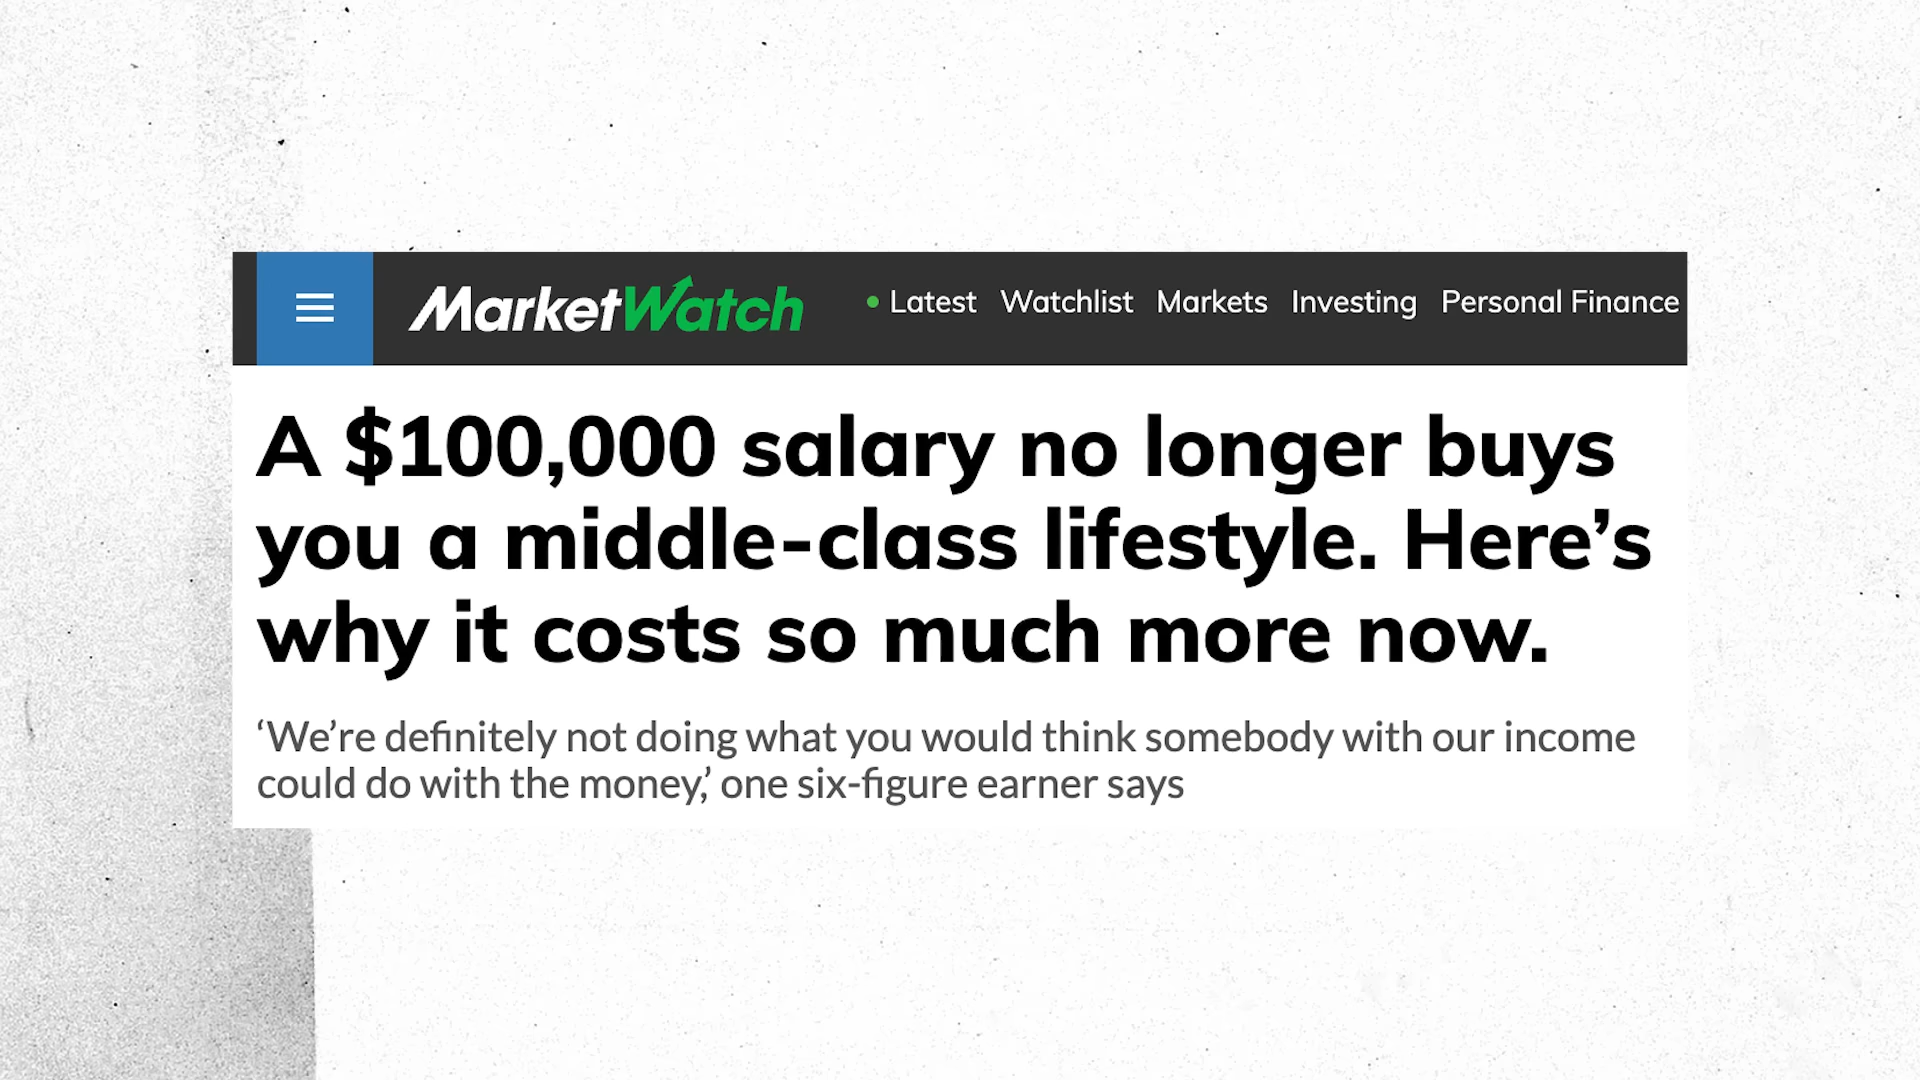 MarketWatch • Latest Watchlist Markets Investing Personal Finance
A $100,000 salary no longer buys
you a middle-class lifestyle. Here’s
why it costs so much more now.
‘We’re definitely not doing what you would think somebody with our income
could do with the money,’ one six-figure earner says